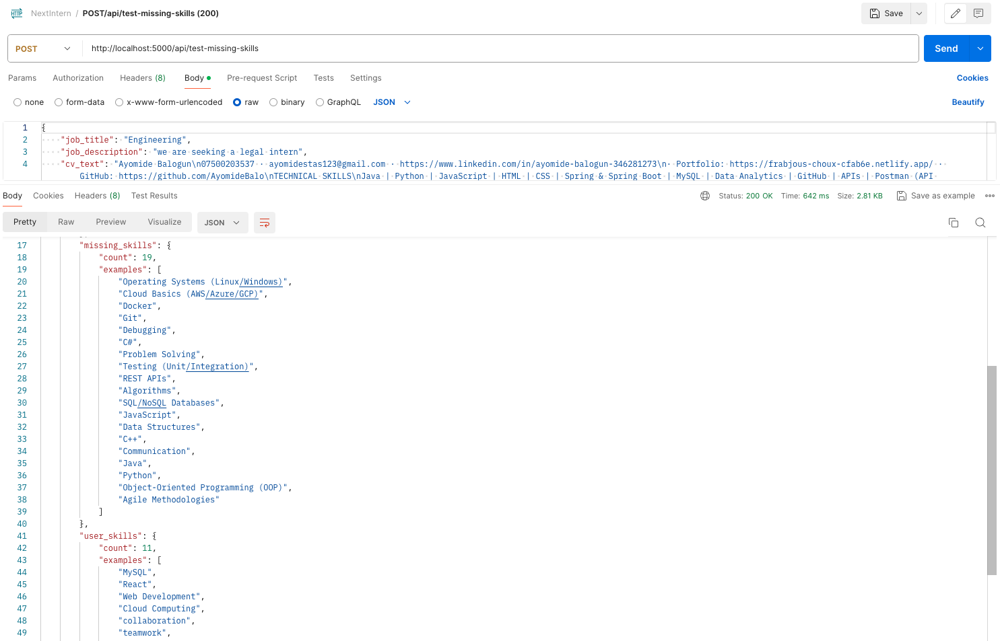 HTTP NextIntern / POST/api/test-missing-skills (200) Save
POST http://localhost:5000/api/test-missing-skills Send
Params Authorization Headers (8) Body Pre-request Script Tests Settings Cookies
none form-data x-www-form-urlencoded raw binary GraphQL JSON Beautify
1 {
2 "job_title": "Engineering",
3 "job_description": "we are seeking a legal intern",
4 "cv_text": "Ayomide Balogun\n07500203537 · ayomidestas123@gmail.com · https://www.linkedin.com/in/ayomide-balogun-346281273\n· Portfolio: https://frabjous-choux-cfab6e.netlify.app/ ·
GitHub: https://github.com/AyomideBalo\nTECHNICAL SKILLS\nJava | Python | JavaScript | HTML | CSS | Spring & Spring Boot | MySQL | Data Analytics | GitHub | APIs | Postman (API
Body Cookies Headers (8) Test Results Status: 200 OK Time: 642 ms Size: 2.81 KB Save as example
Pretty Raw Preview Visualize JSON
17 "missing_skills": {
18 "count": 19,
19 "examples": [
20 "Operating Systems (Linux/Windows)",
21 "Cloud Basics (AWS/Azure/GCP)",
22 "Docker",
23 "Git",
24 "Debugging",
25 "C#",
26 "Problem Solving",
27 "Testing (Unit/Integration)",
28 "REST APIs",
29 "Algorithms",
30 "SQL/NoSQL Databases",
31 "JavaScript",
32 "Data Structures",
33 "C++",
34 "Communication",
35 "Java",
36 "Python",
37 "Object-Oriented Programming (OOP)",
38 "Agile Methodologies"
39 ]
40 },
41 "user_skills": {
42 "count": 11,
43 "examples": [
44 "MySQL",
45 "React",
46 "Web Development",
47 "Cloud Computing",
48 "collaboration",
49 "teamwork",